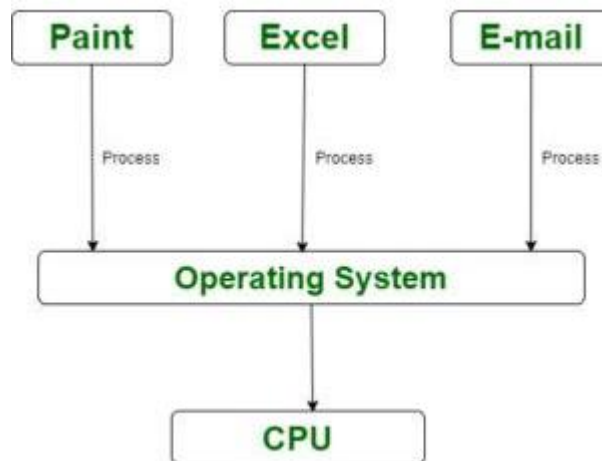 Paint Excel E-mail
Process Process Process
Operating System
CPU